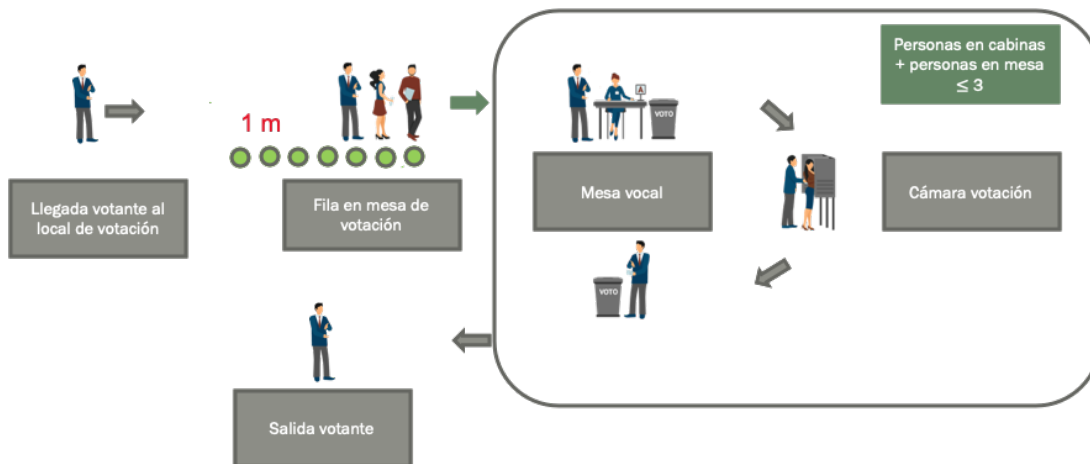 Personas en cabinas
+ personas en mesa
≤ 3
A
VOTO
1 m
Llegada votante al
local de votación
Fila en mesa de
votación
Mesa vocal
Cámara votación
VOTO
Salida votante